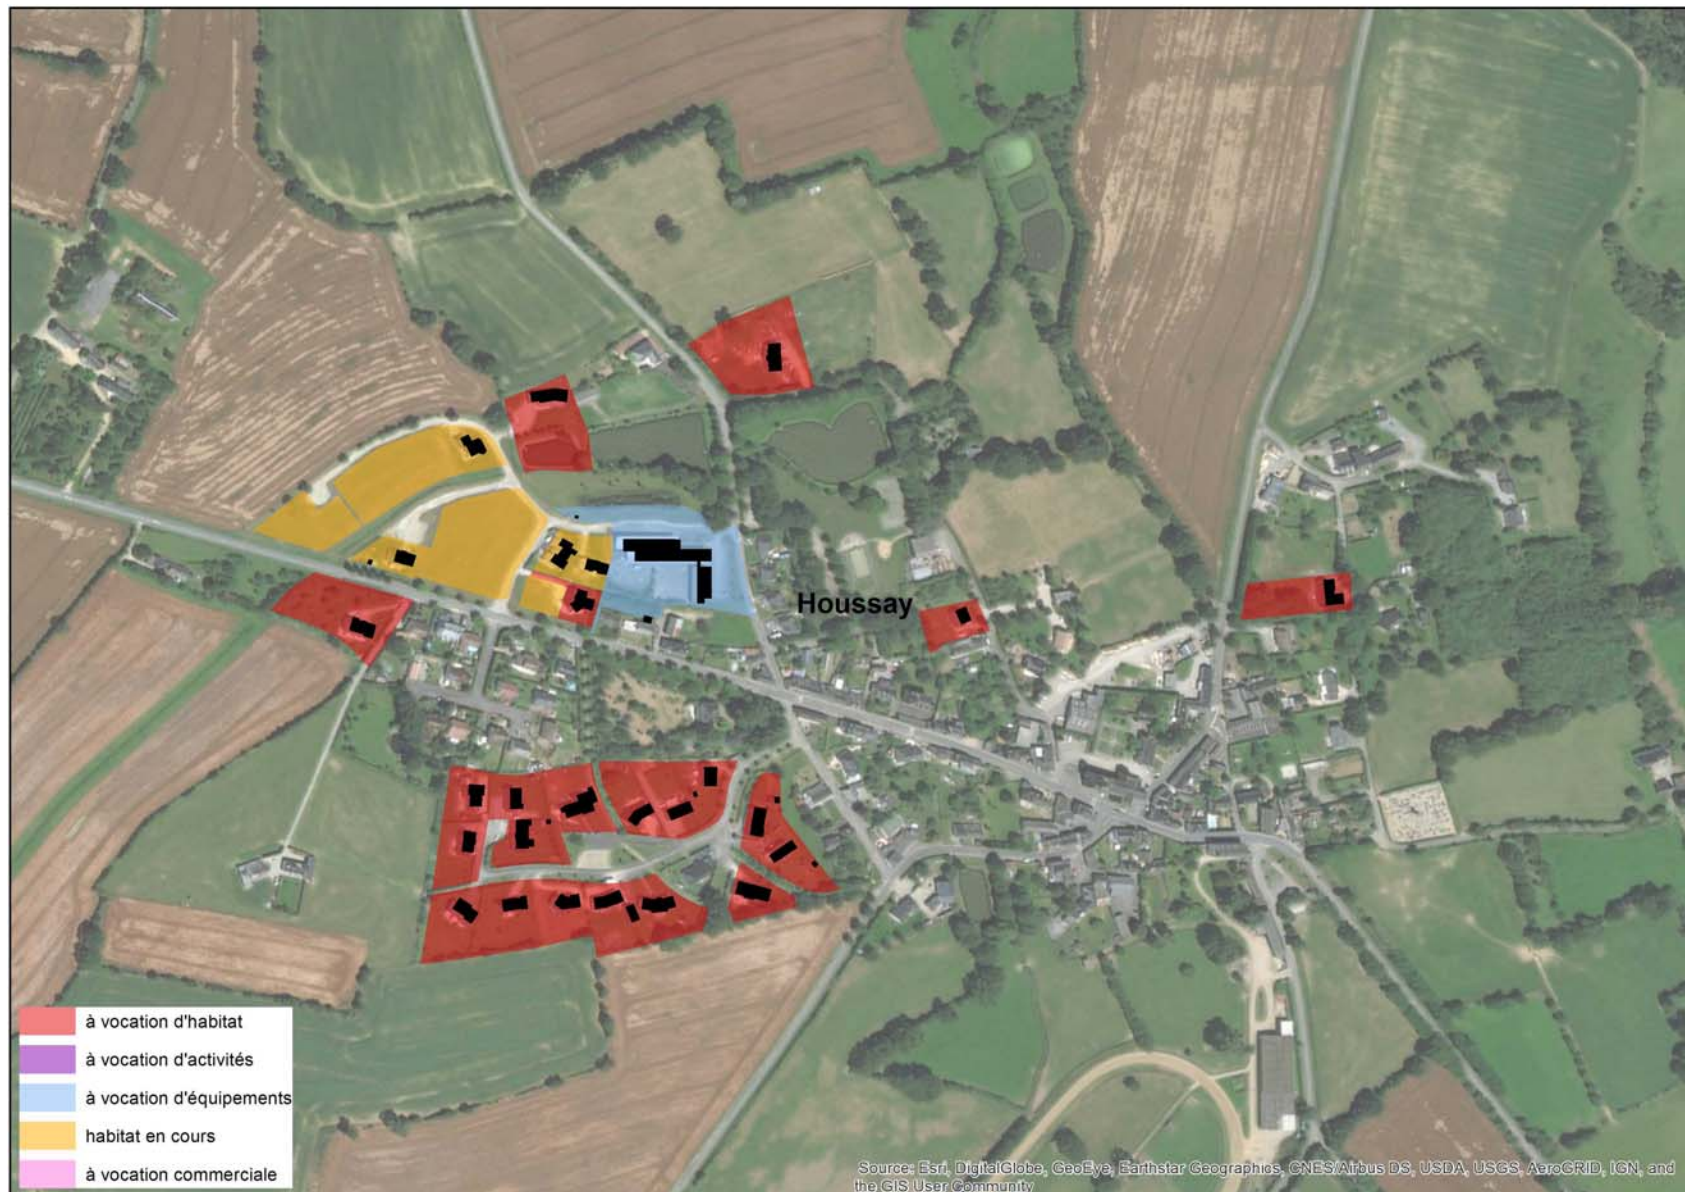 Houssay
à vocation d'habitat
à vocation d'activités
à vocation d'équipements
habitat en cours
à vocation commerciale
Source: Esri, DigitalGlobe, GeoEye, Earthstar Geographics, CNES/Airbus DS, USDA, USGS, AeroGRID, IGN, and
the GIS User Community